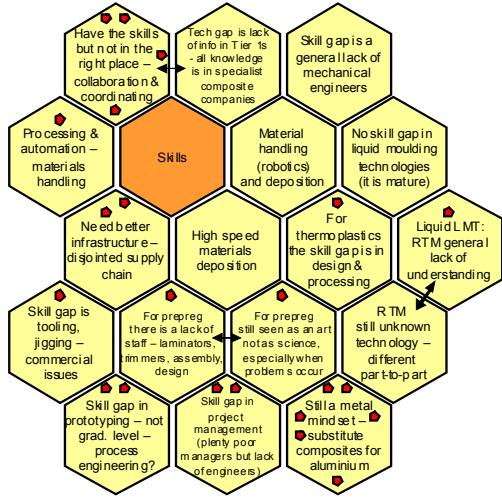 Have the skills
but not in the
right place –
collaboration &
coordinating
Tech gap is lack
of info in Tier 1s
- all knowledge
is in specialist
composite
companies
Skill gap is a
general lack of
mechanical
engineers
Processing &
automation –
materials
handling
Skills
Material
handling
(robotics)
and deposition
No skill gap in
liquid moulding
technologies
(it is mature)
Need better
infrastructure –
disjointed supply
chain
High speed
materials
deposition
For
thermoplastics
the skill gap is in
design &
processing
Liquid LMT:
RTM general
lack of
understanding
Skill gap is
tooling,
jigging –
commercial
issues
For prepreg
there is a lack of
staff – laminators,
trimmers, assembly,
design
For prepreg
still seen as an art
not as science,
especially when
problems occur
RTM
still unknown
technology –
different
part-to-part
Skill gap in
prototyping – not
grad. level –
process
engineering?
Skill gap in
project
management
(plenty poor
managers but lack
of engineers)
Still a metal
mindset –
substitute
composites for
aluminium